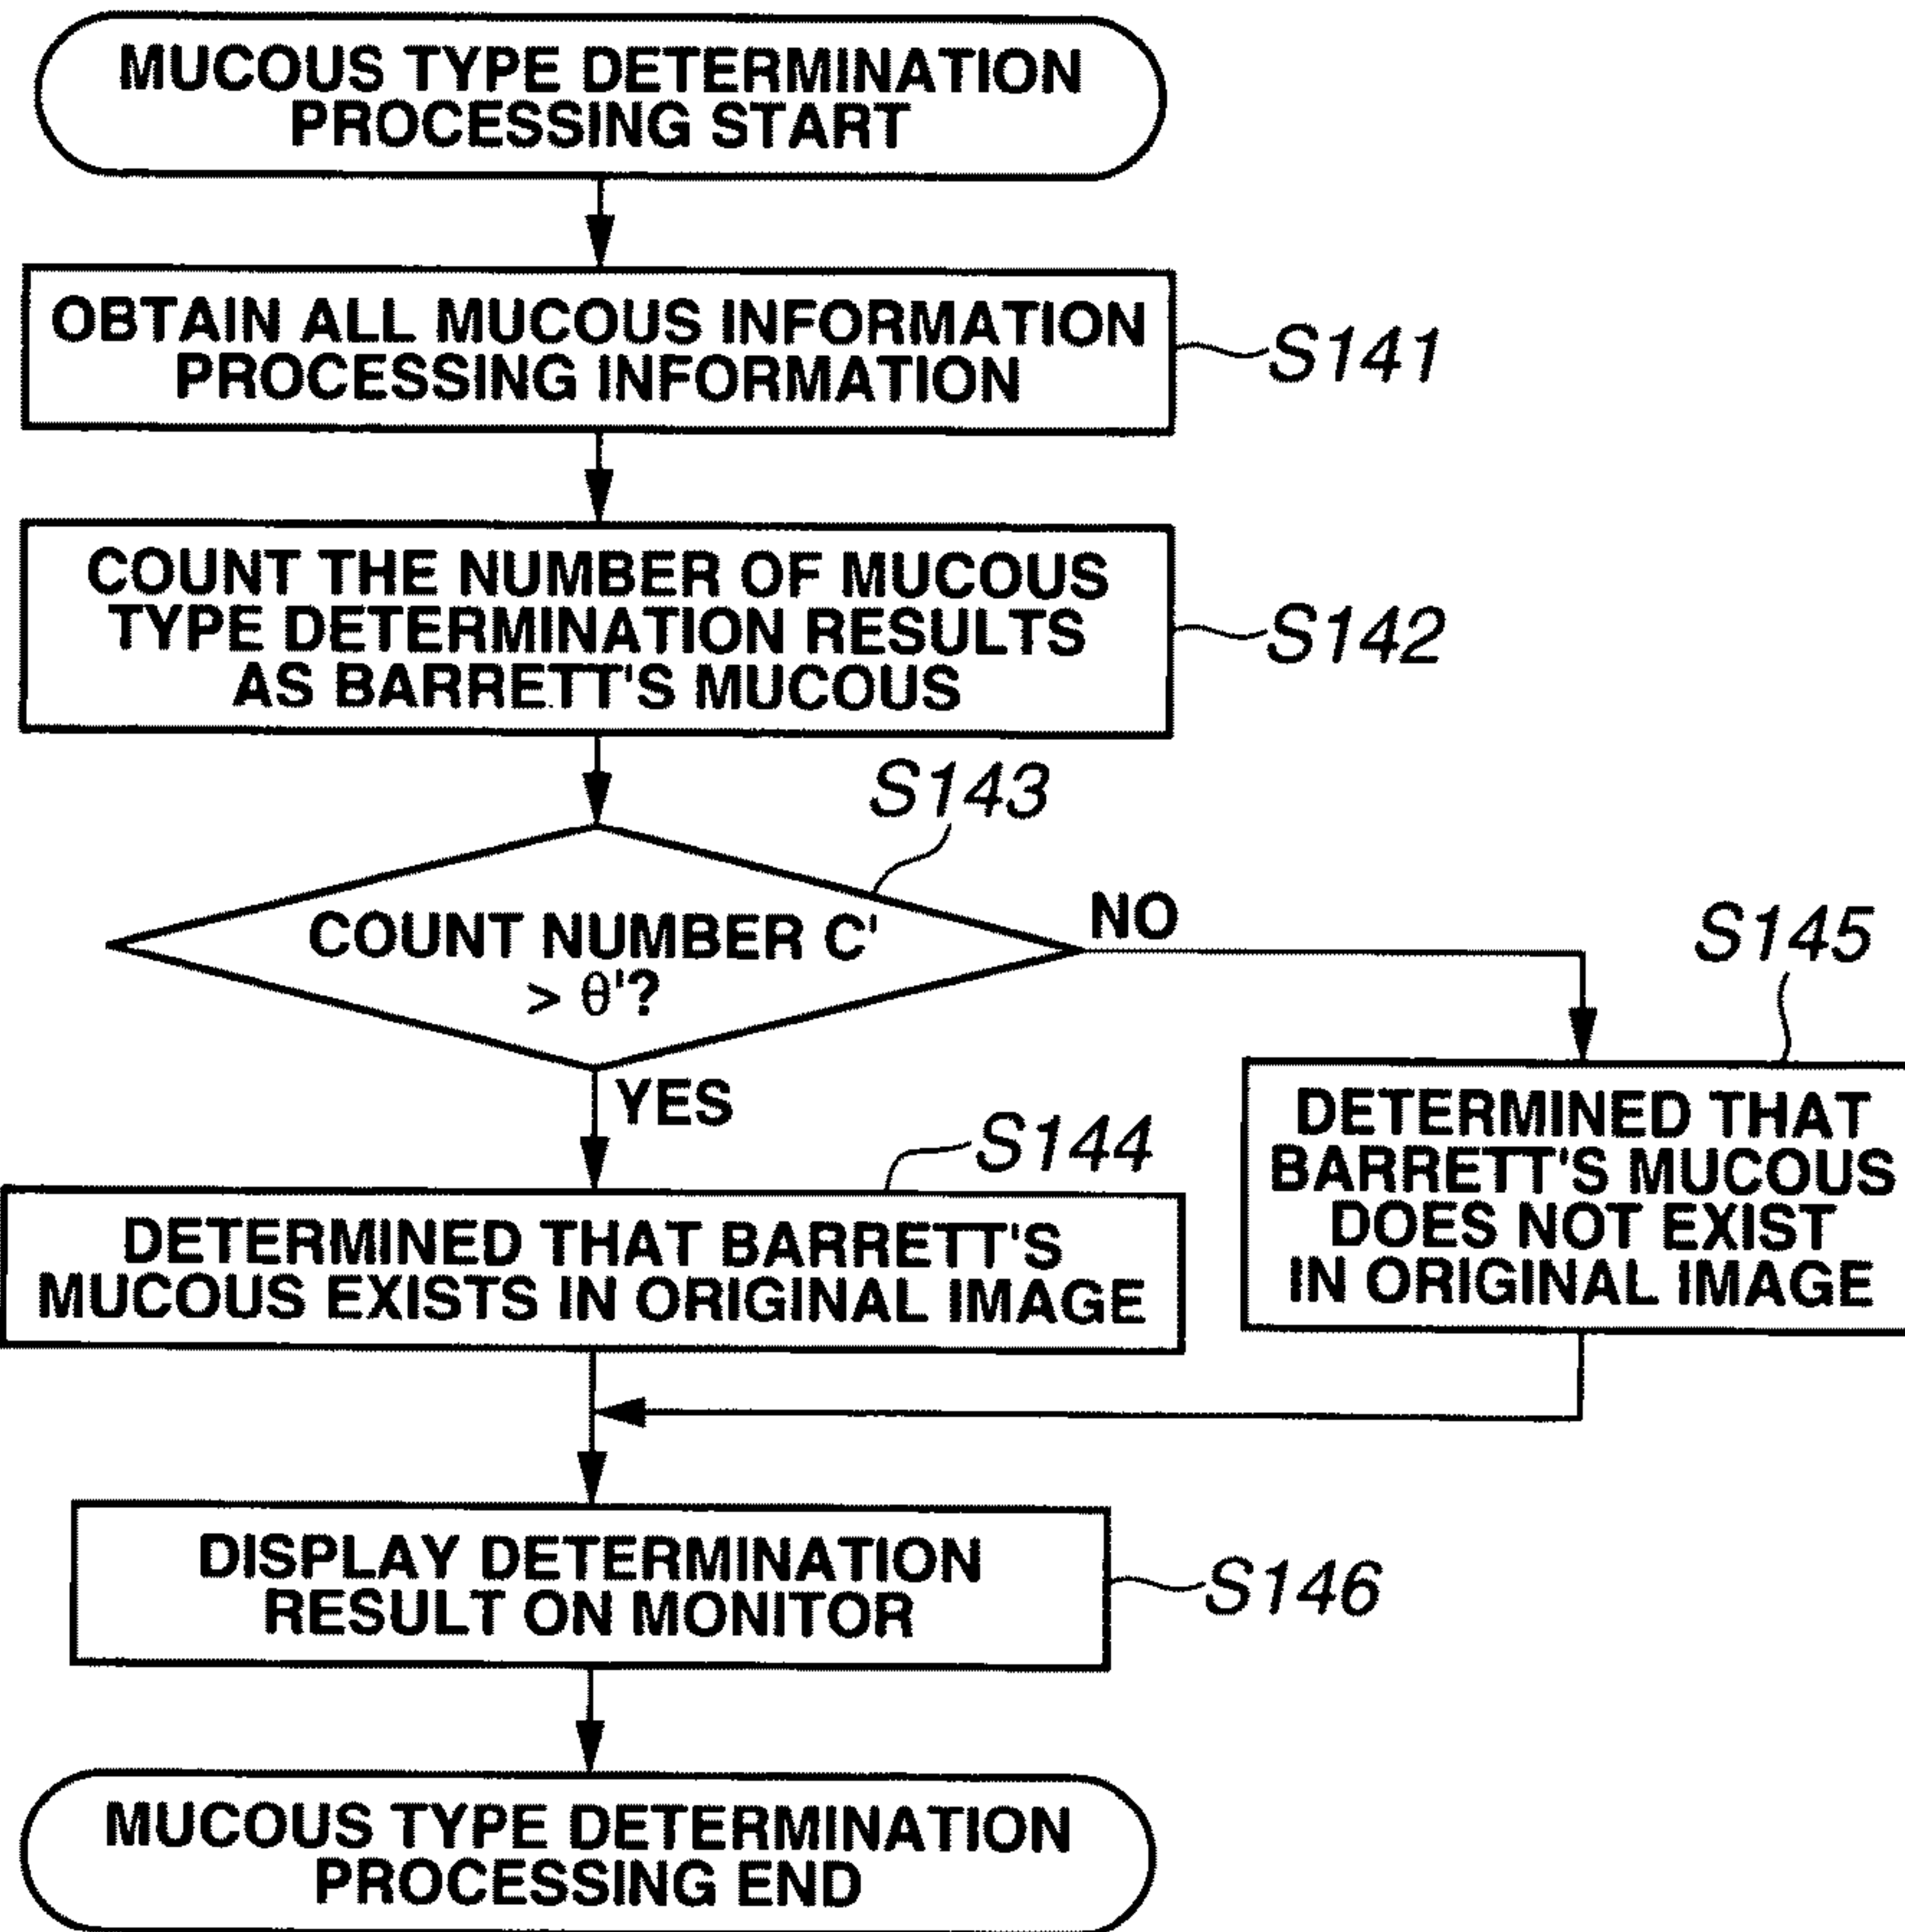 MUCOUS TYPE DETERMINATION
PROCESSING START
OBTAIN ALL MUCOUS INFORMATION
PROCESSING INFORMATION
S141
COUNT THE NUMBER OF MUCOUS
TYPE DETERMINATION RESULTS
AS BARRETT'S MUCOUS
S142
S143
COUNT NUMBER C'
> θ'?
NO
YES
S145
DETERMINED THAT
BARRETT'S MUCOUS
DOES NOT EXIST
IN ORIGINAL IMAGE
S144
DETERMINED THAT BARRETT'S
MUCOUS EXISTS IN ORIGINAL IMAGE
DISPLAY DETERMINATION
RESULT ON MONITOR
S146
MUCOUS TYPE DETERMINATION
PROCESSING END